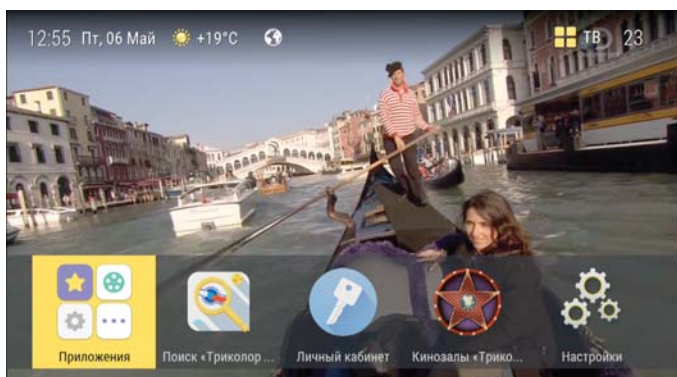 12:55 Пт, 06 Май +19°C ТВ 23
Приложения Поиск «Триколор ... Личный кабинет Кинозалы «Трико... Настройки